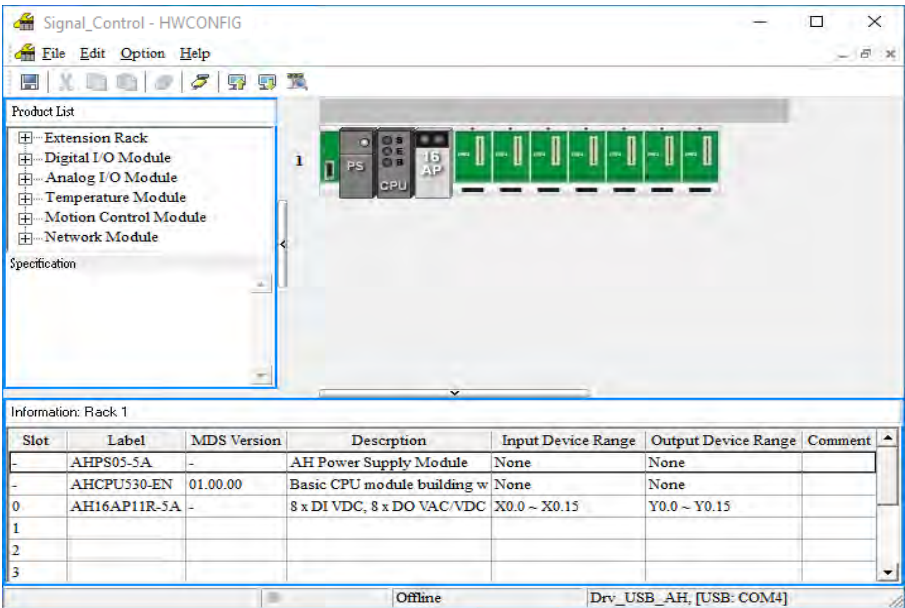 Signal_Control - HWCONFIG
File Edit Option Help
Product List
Extension Rack
Digital I/O Module
Analog I/O Module
Temperature Module
Motion Control Module
Network Module
Specification
1
PS
CPU
16
AP
Information: Rack 1
Slot Label MDS Version Descrption Input Device Range Output Device Range Comment
- AHPS05-5A - AH Power Supply Module None None
- AHCPU530-EN 01.00.00 Basic CPU module building w None None
0 AH16AP11R-5A - 8 x DI VDC, 8 x DO VAC/VDC X0.0 ~ X0.15 Y0.0 ~ Y0.15
1
2
3
Offline Drv_USB_AH, [USB: COM4]